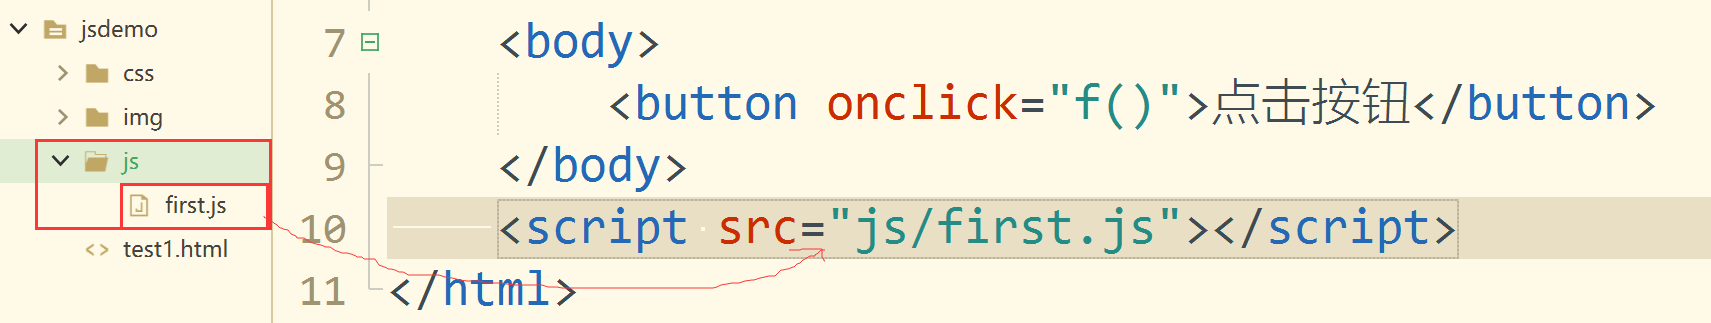 jsdemo
css
img
js
first.js
test1.html
7 <body>
8 <button onclick="f()">点击按钮</button>
9 </body>
10 <script src="js/first.js"></script>
11 </html>